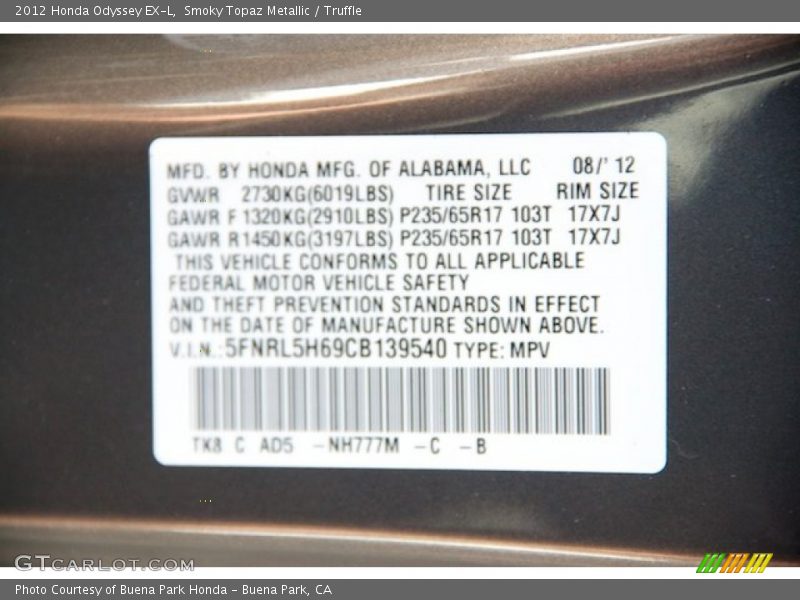 2012 Honda Odyssey EX-L, Smoky Topaz Metallic / Truffle
MFD. BY HONDA MFG. OF ALABAMA, LLC 08/'12
GVWR 2730KG(6019LBS) TIRE SIZE RIM SIZE
GAWR F 1320KG(2910LBS) P235/65R17 103T 17X7J
GAWR R1450KG(3197LBS) P235/65R17 103T 17X7J
THIS VEHICLE CONFORMS TO ALL APPLICABLE
FEDERAL MOTOR VEHICLE SAFETY
AND THEFT PREVENTION STANDARDS IN EFFECT
ON THE DATE OF MANUFACTURE SHOWN ABOVE.
V.I.N.:5FNRL5H69CB139540 TYPE: MPV
TK8 C AD5 -NH777M -C -B
GTCARLOT.COM
Photo Courtesy of Buena Park Honda - Buena Park, CA